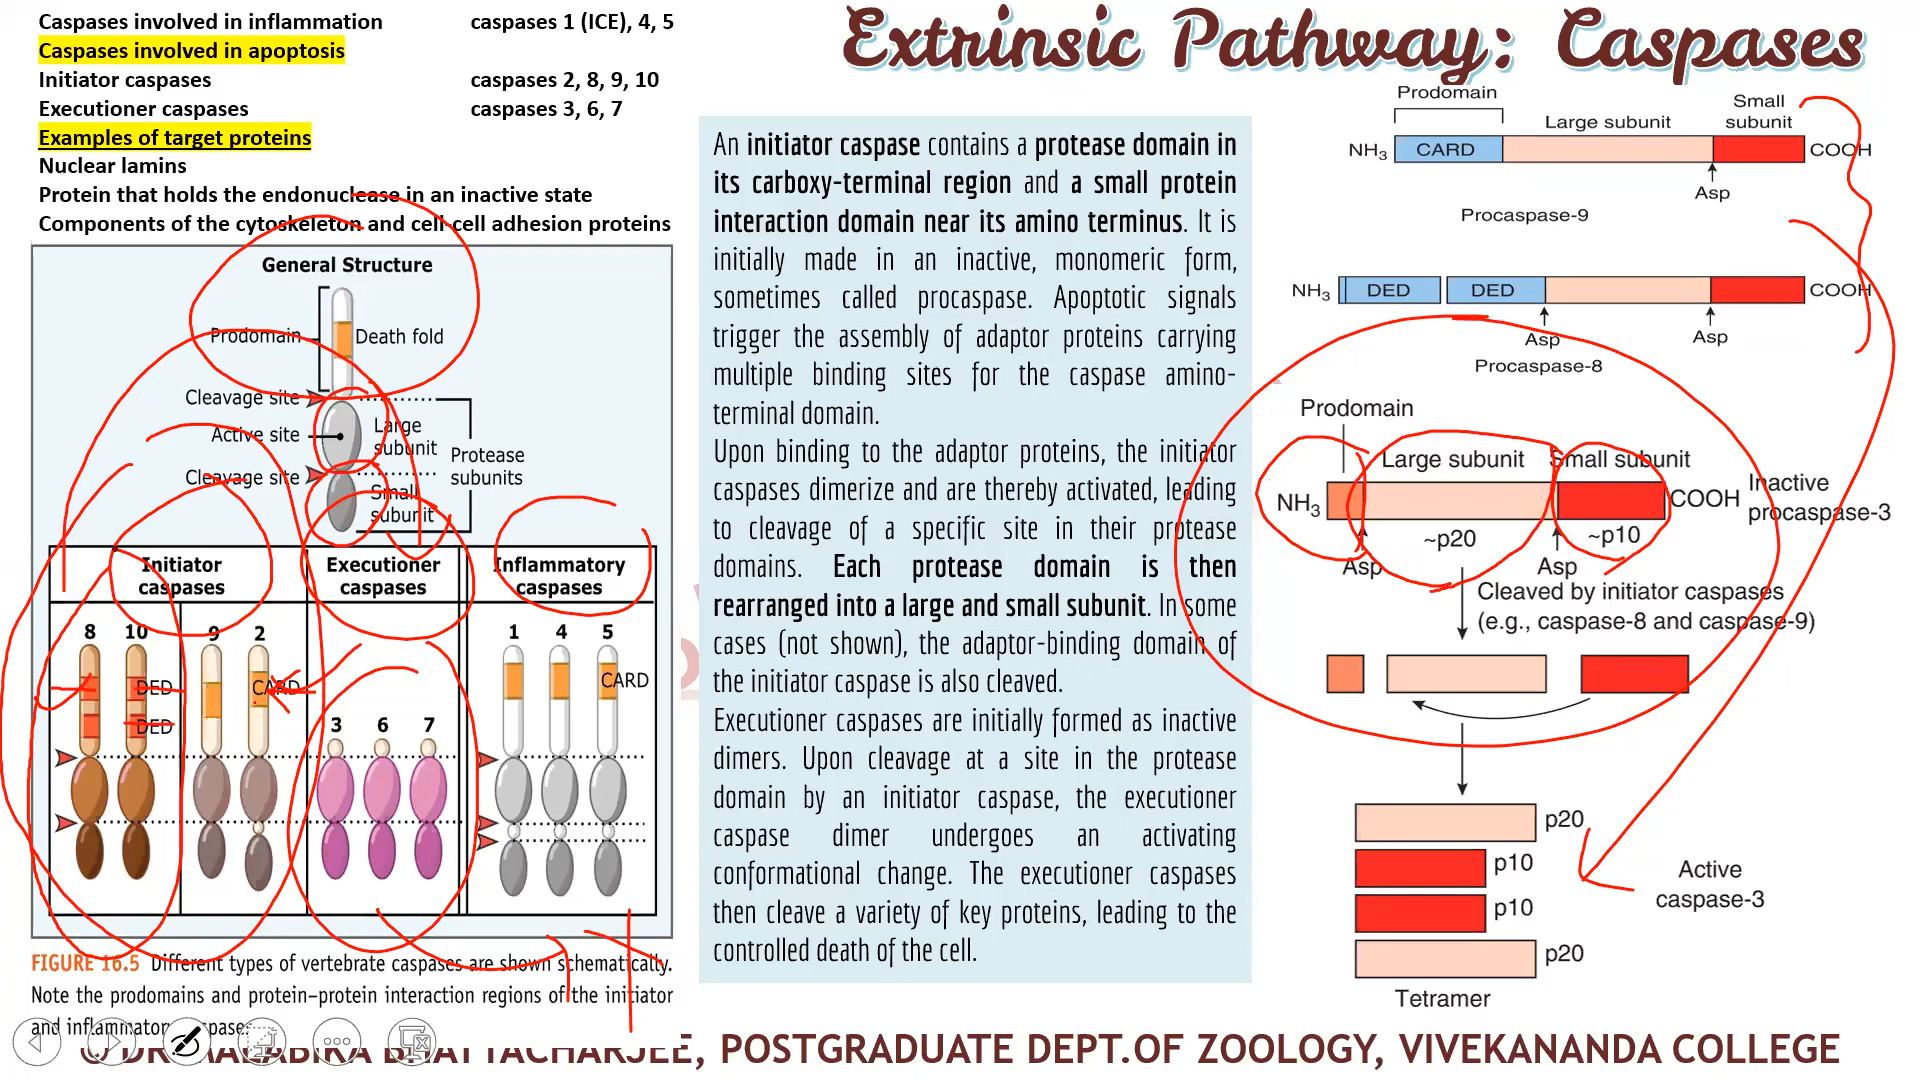 Extrinsic Pathway: Caspases
Caspases involved in inflammation caspases 1 (ICE), 4, 5
Caspases involved in apoptosis
Initiator caspases caspases 2, 8, 9, 10
Executioner caspases caspases 3, 6, 7
Examples of target proteins
Nuclear lamins
Protein that holds the endonuclease in an inactive state
Components of the cytoskeleton and cell-cell adhesion proteins
General Structure
Prodomain
Death fold
Cleavage site
Active site
Large
subunit
Cleavage site
Small
subunit
Protease
subunits
Initiator
caspases
Executioner
caspases
Inflammatory
caspases
8 10 9 2
DED
DED
CARD
3 6 7
1 4 5
CARD
FIGURE 16.5 Different types of vertebrate caspases are shown schematically.
Note the prodomains and protein–protein interaction regions of the initiator
and inflammatory
An initiator caspase contains a protease domain in
its carboxy-terminal region and a small protein
interaction domain near its amino terminus. It is
initially made in an inactive, monomeric form,
sometimes called procaspase. Apoptotic signals
trigger the assembly of adaptor proteins carrying
multiple binding sites for the caspase amino-
terminal domain.
Upon binding to the adaptor proteins, the initiator
caspases dimerize and are thereby activated, leading
to cleavage of a specific site in their protease
domains. Each protease domain is then
rearranged into a large and small subunit. In some
cases (not shown), the adaptor-binding domain of
the initiator caspase is also cleaved.
Executioner caspases are initially formed as inactive
dimers. Upon cleavage at a site in the protease
domain by an initiator caspase, the executioner
caspase dimer undergoes an activating
conformational change. The executioner caspases
then cleave a variety of key proteins, leading to the
controlled death of the cell.
Prodomain
Large subunit
Small
subunit
NH3 CARD COOH
Asp
Procaspase-9
NH3 DED DED COOH
Asp Asp
Procaspase-8
Prodomain
Large subunit Small subunit
NH3 COOH
Inactive
procaspase-3
~p20 ~p10
Asp Asp
Cleaved by initiator caspases
(e.g., caspase-8 and caspase-9)
p20
p10
p10
p20
Active
caspase-3
Tetramer
© DR. MALABIKA BHATTACHARJEE, POSTGRADUATE DEPT.OF ZOOLOGY, VIVEKANANDA COLLEGE